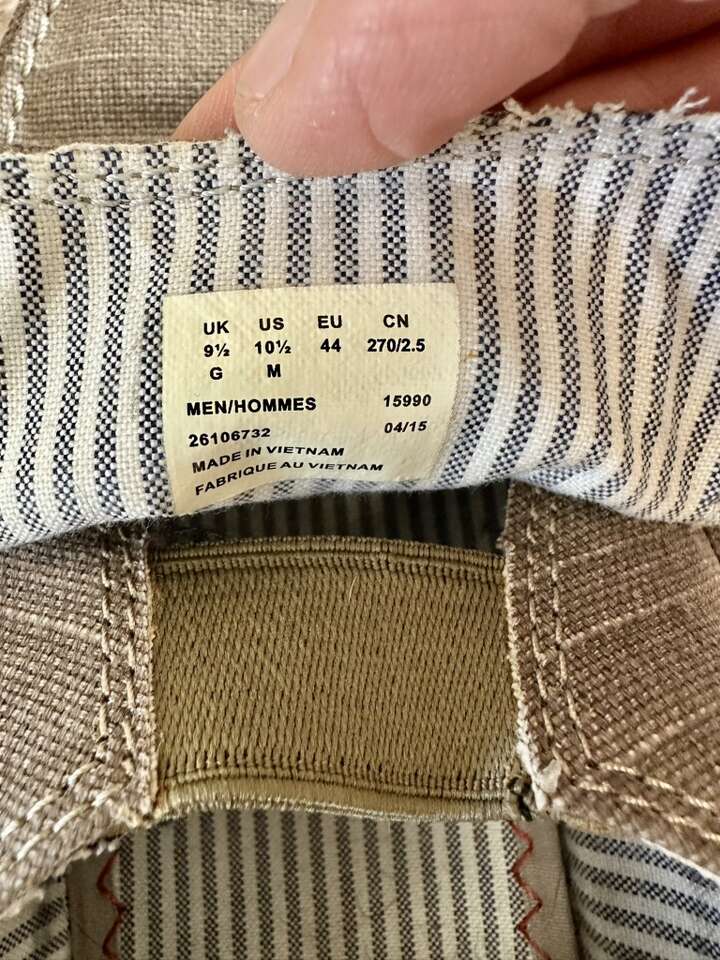 UK US EU CN
9½ 10½ 44 270/2.5
G M
MEN/HOMMES 15990
26106732 04/15
MADE IN VIETNAM
FABRIQUE AU VIETNAM